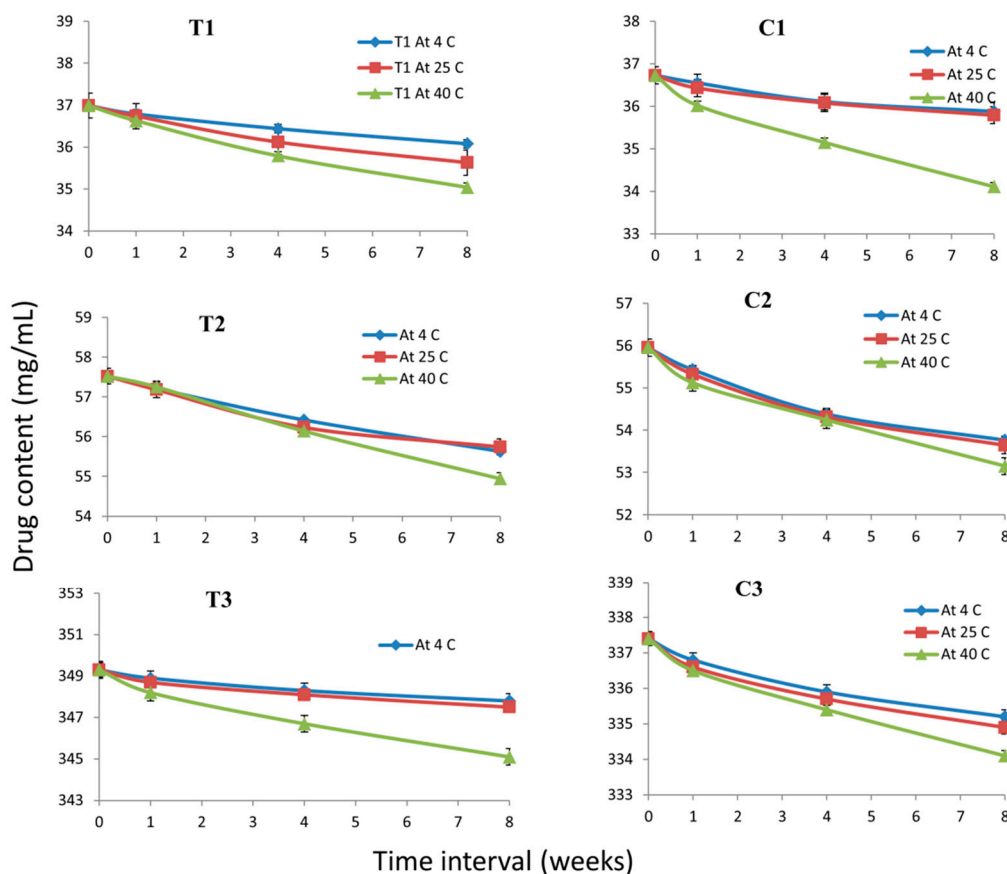 T1
39
38
37
36
35
34
0 1 2 3 4 5 6 7 8
T1 At 4 C
T1 At 25 C
T1 At 40 C
C1
37
36
35
34
33
0 1 2 3 4 5 6 7 8
At 4 C
At 25 C
At 40 C
T2
59
58
57
56
55
54
0 1 2 3 4 5 6 7 8
At 4 C
At 25 C
At 40 C
C2
57
56
55
54
53
52
0 1 2 3 4 5 6 7 8
At 4 C
At 25 C
At 40 C
T3
353
351
349
347
345
343
0 1 2 3 4 5 6 7 8
At 4 C
C3
339
338
337
336
335
334
333
0 1 2 3 4 5 6 7 8
At 4 C
At 25 C
At 40 C
Drug content (mg/mL)
Time interval (weeks)